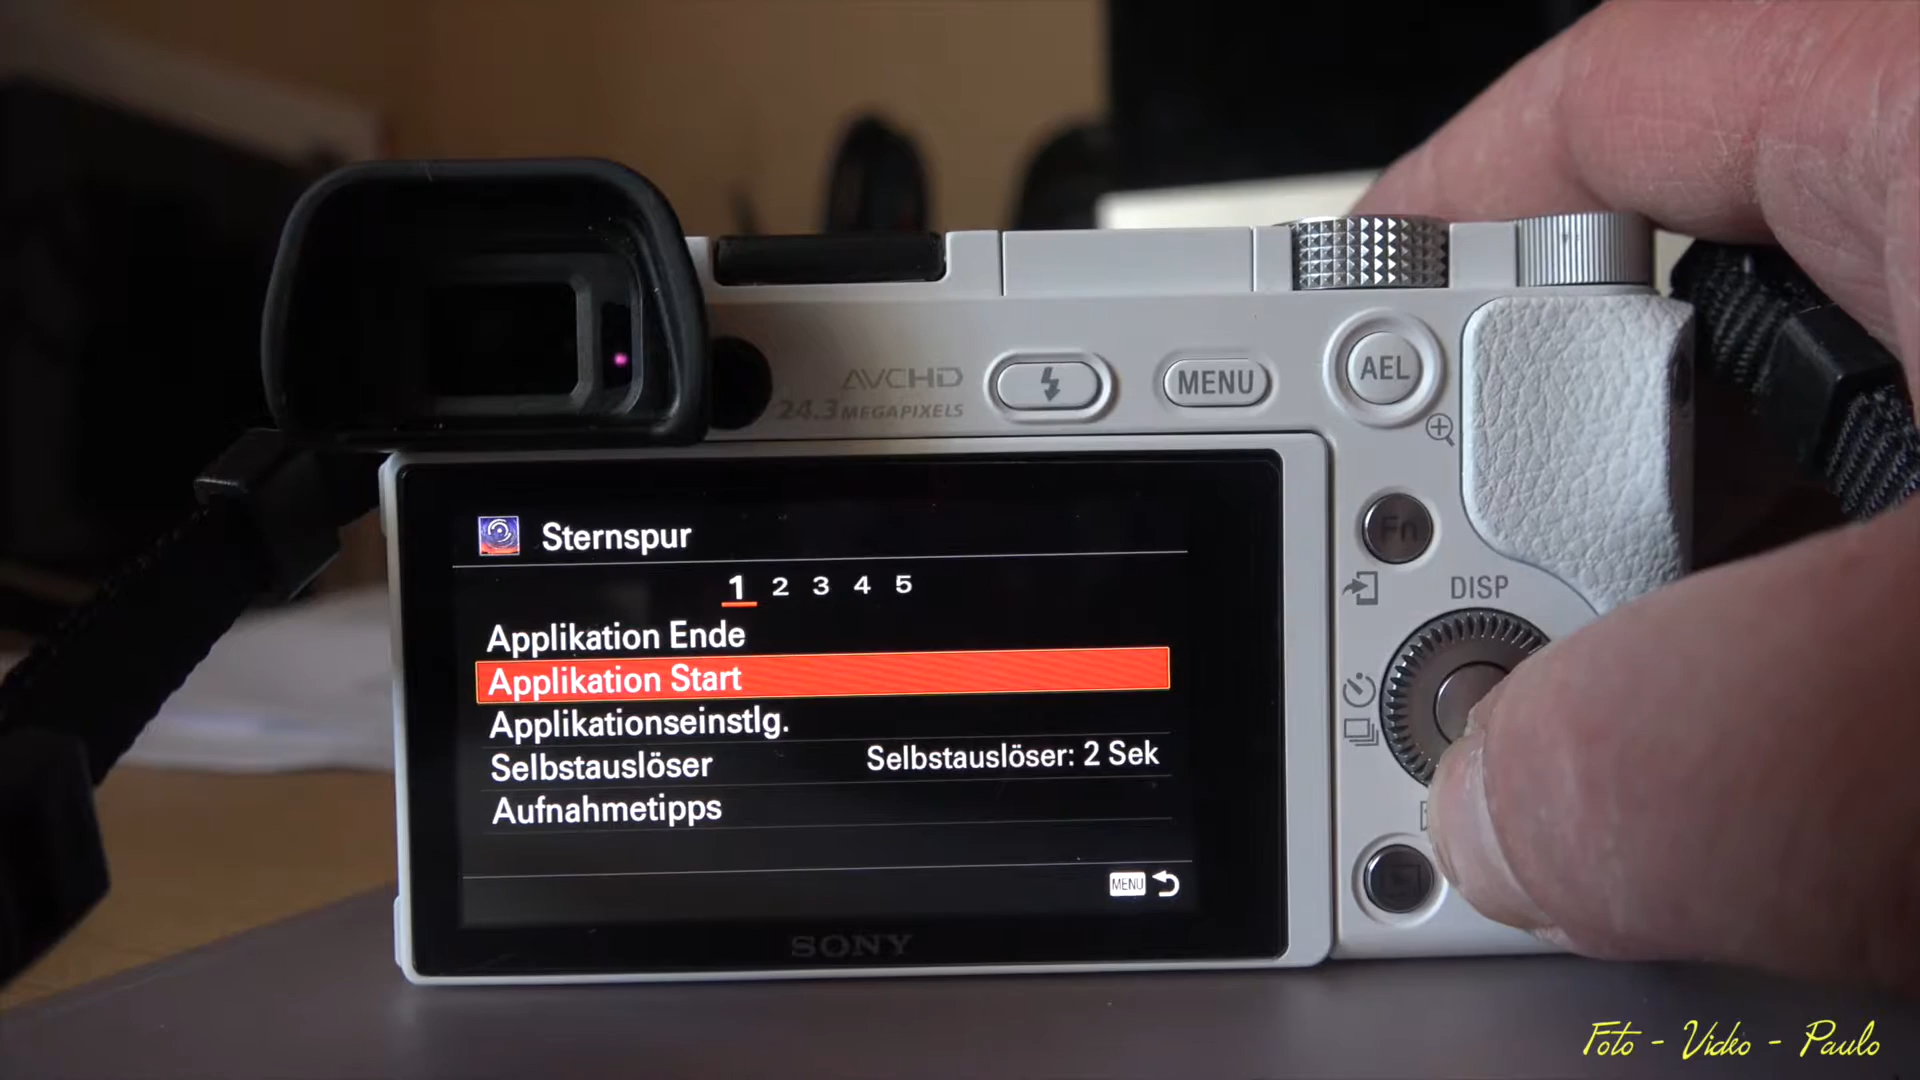 AVCHD
24.3 MEGAPIXELS
MENU
AEL
Fn
DISP
Sternspur
1 2 3 4 5
Applikation Ende
Applikation Start
Applikationseinstlg.
Selbstauslöser Selbstauslöser: 2 Sek
Aufnahmetipps
MENU
SONY
Foto - Video - Paulo